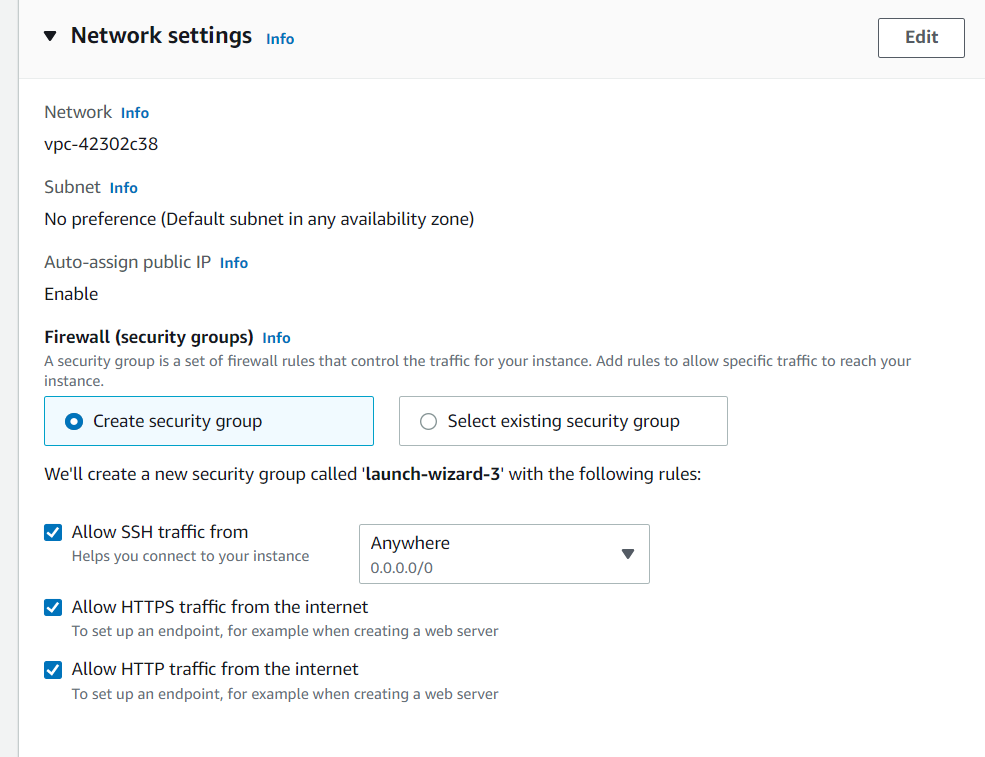 Network settings Info
Edit
Network Info
vpc-42302c38
Subnet Info
No preference (Default subnet in any availability zone)
Auto-assign public IP Info
Enable
Firewall (security groups) Info
A security group is a set of firewall rules that control the traffic for your instance. Add rules to allow specific traffic to reach your
instance.
Create security group
Select existing security group
We'll create a new security group called 'launch-wizard-3' with the following rules:
Allow SSH traffic from
Helps you connect to your instance
Anywhere
0.0.0.0/0
Allow HTTPS traffic from the internet
To set up an endpoint, for example when creating a web server
Allow HTTP traffic from the internet
To set up an endpoint, for example when creating a web server